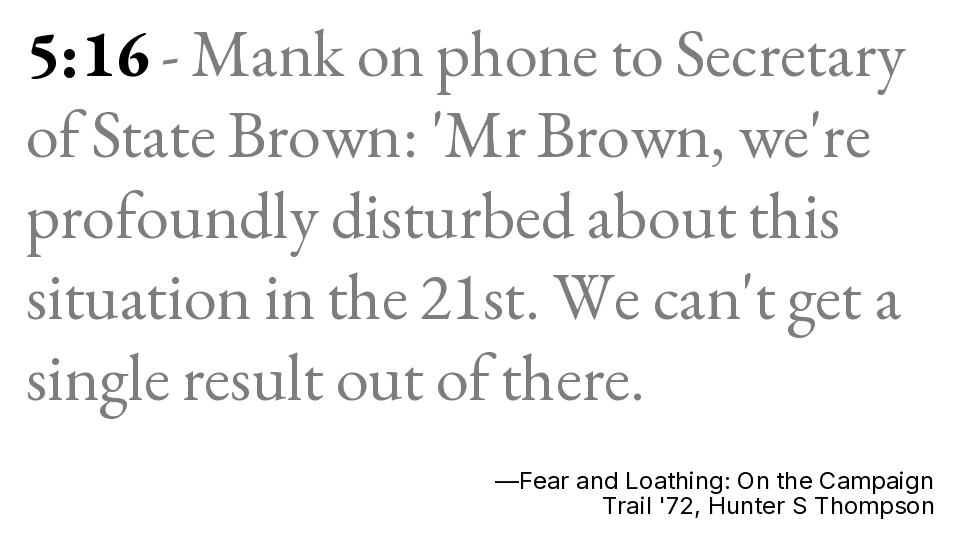 5:16 - Mank on phone to Secretary
of State Brown: 'Mr Brown, we're
profoundly disturbed about this
situation in the 21st. We can't get a
single result out of there.
—Fear and Loathing: On the Campaign
Trail '72, Hunter S Thompson